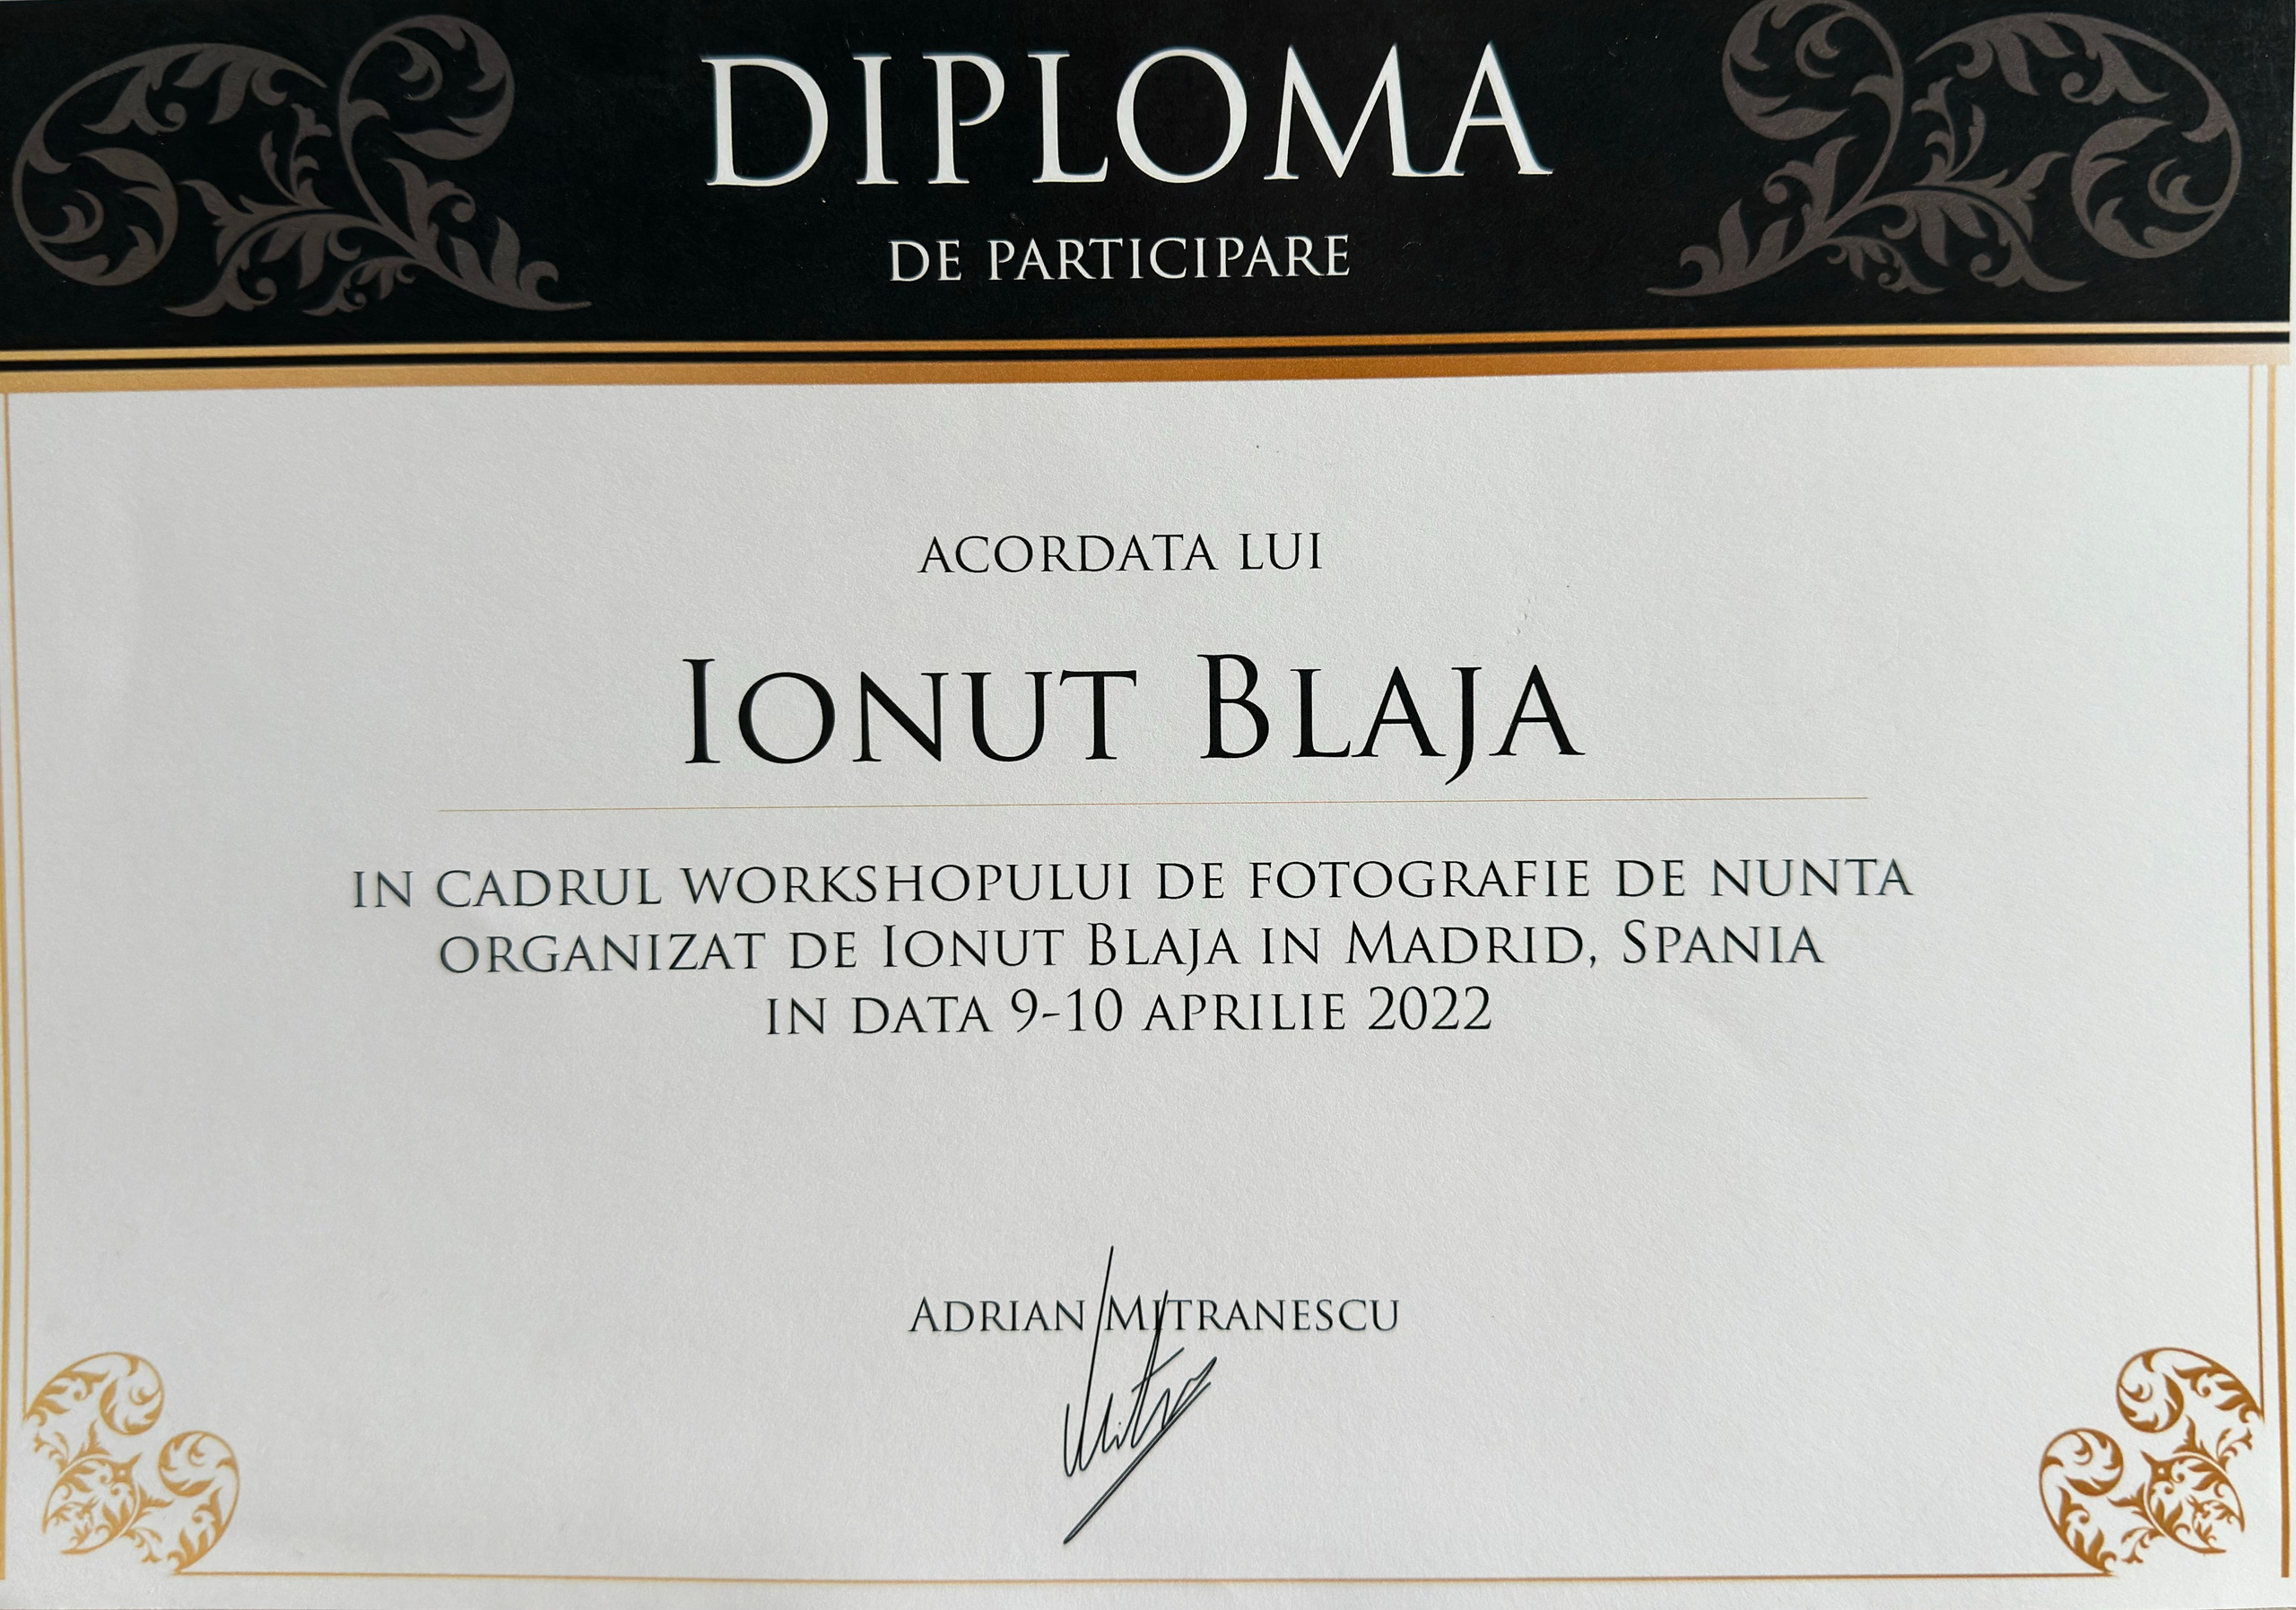 DIPLOMA
DE PARTICIPARE
ACORDATA LUI
IONUT BLAJA
IN CADRUL WORKSHOPULUI DE FOTOGRAFIE DE NUNTA
ORGANIZAT DE IONUT BLAJA IN MADRID, SPANIA
IN DATA 9-10 APRILIE 2022
ADRIAN MITRANESCU